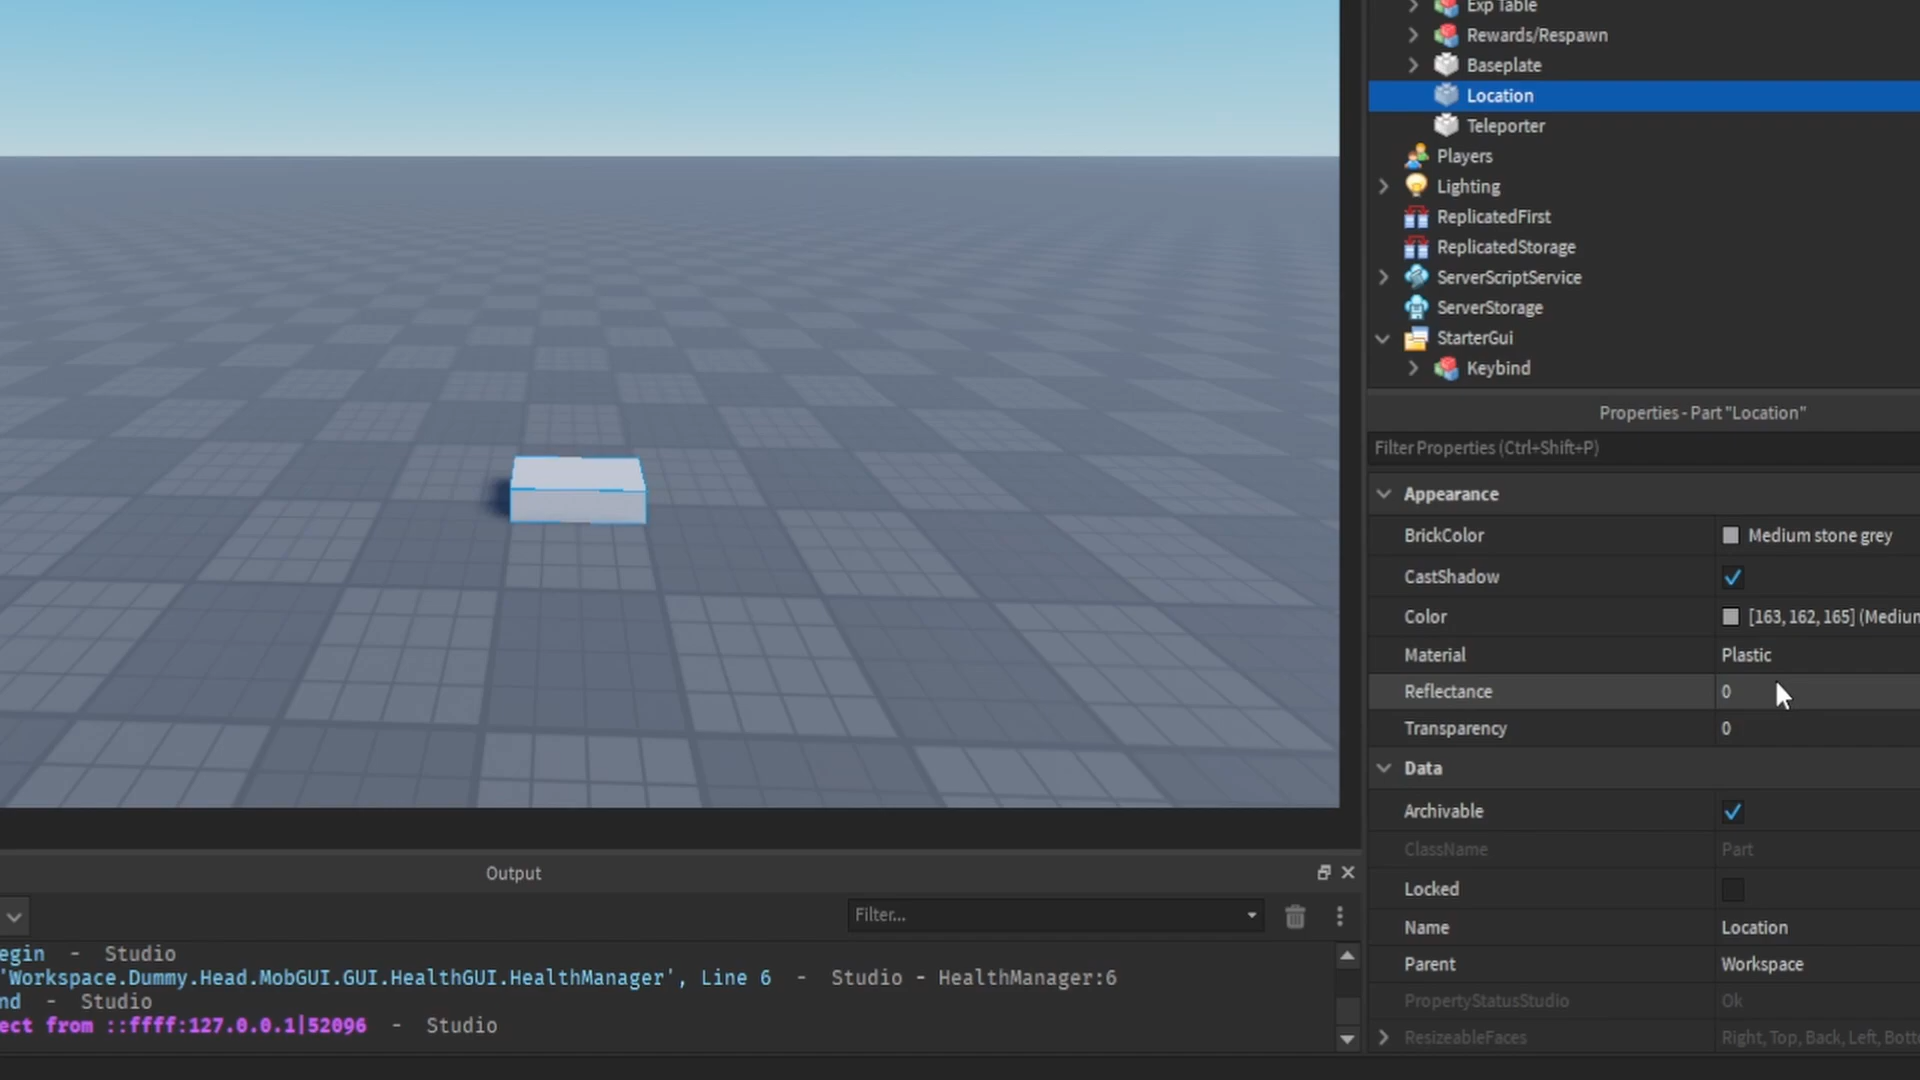 Exp Table
Rewards/Respawn
Baseplate
Location
Teleporter
Players
Lighting
ReplicatedFirst
ReplicatedStorage
ServerScriptService
ServerStorage
StarterGui
Keybind
Properties - Part "Location"
Filter Properties (Ctrl+Shift+P)
Appearance
BrickColor Medium stone grey
CastShadow
Color [163, 162, 165] (Medium
Material Plastic
Reflectance 0
Transparency 0
Data
Archivable
ClassName Part
Locked
Name Location
Parent Workspace
PropertyStatusStudio Ok
ResizeableFaces Right, Top, Back, Left, Botto
Output
Filter...
egin - Studio
'Workspace.Dummy.Head.MobGUI.GUI.HealthGUI.HealthManager', Line 6 - Studio - HealthManager:6
nd - Studio
ect from ::ffff:127.0.0.1|52096 - Studio